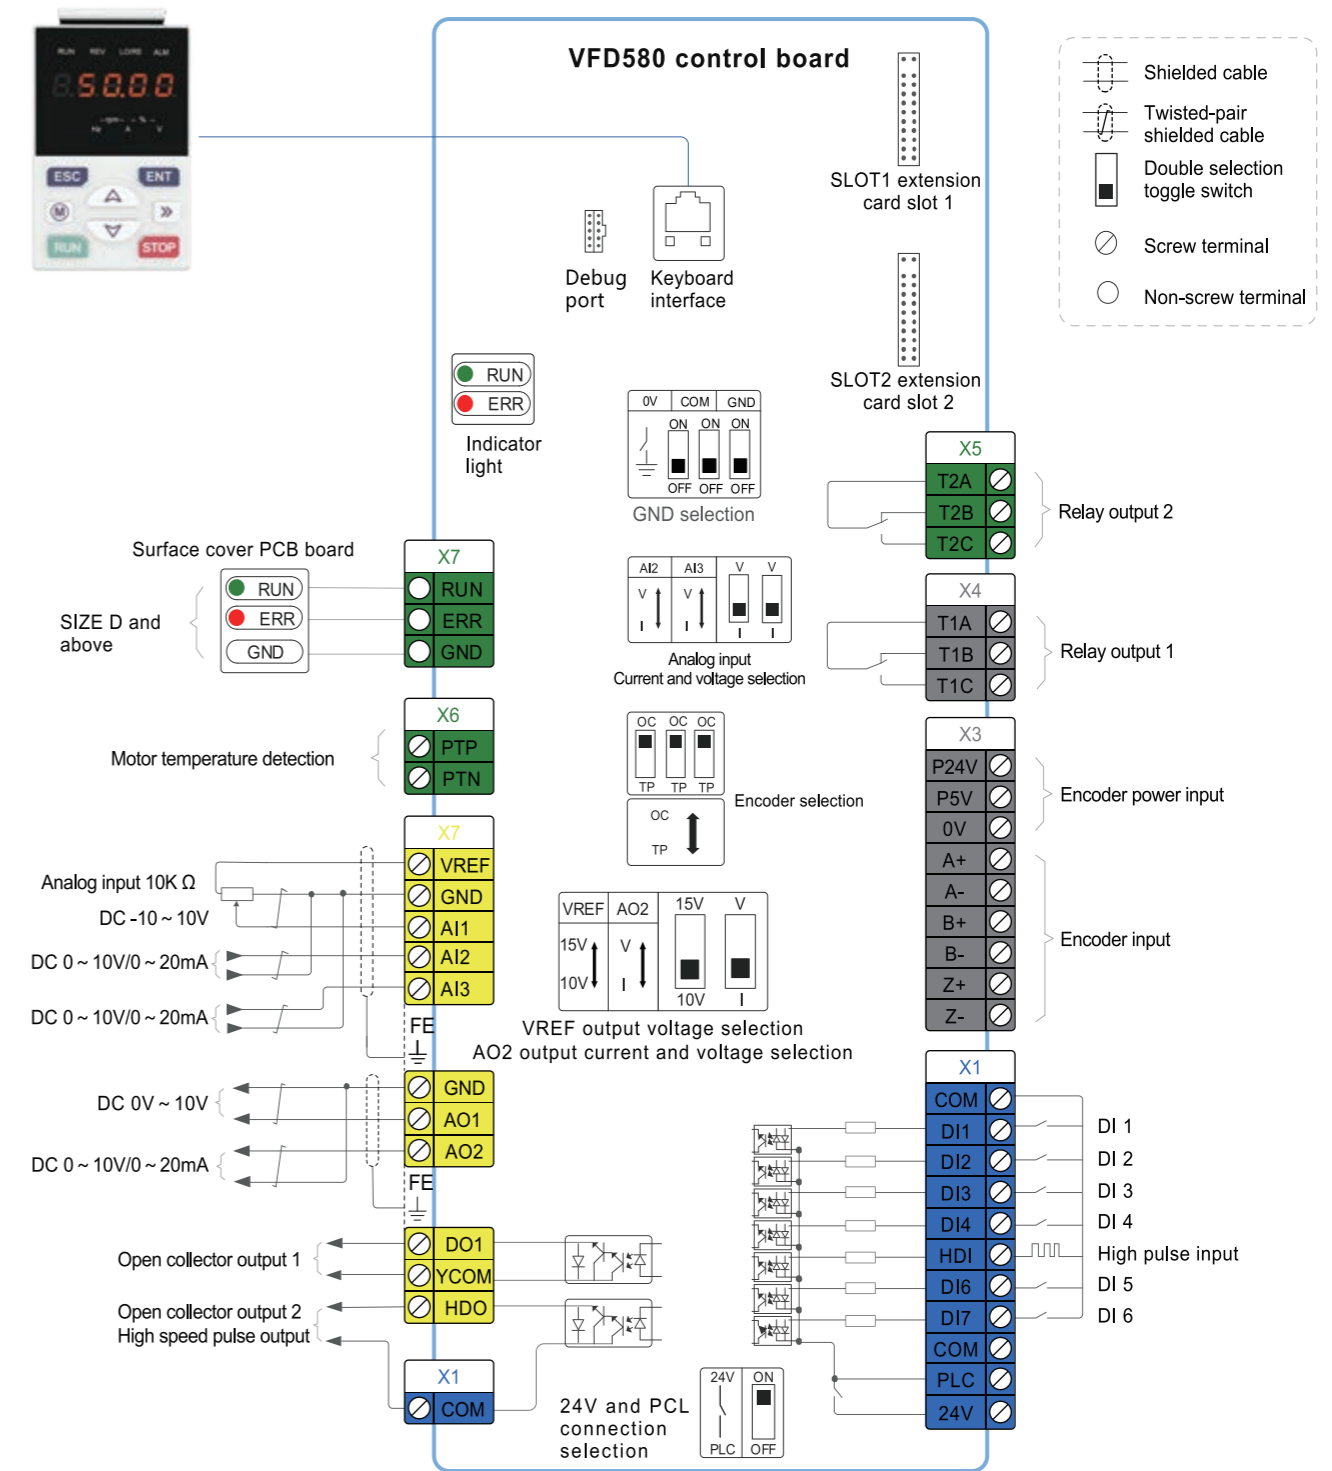 VFD580 control board
RUN REV LO/RE ALM
8.50.00
Hz A V
ESC
ENT
M
RUN
STOP
Shielded cable
Twisted-pair
shielded cable
Double selection
toggle switch
Screw terminal
Non-screw terminal
SLOT1 extension
card slot 1
Debug
port
Keyboard
interface
SLOT2 extension
card slot 2
RUN
ERR
Indicator
light
0V COM GND
ON ON ON
OFF OFF OFF
GND selection
X5
T2A
T2B
T2C
Relay output 2
Surface cover PCB board
RUN
ERR
GND
SIZE D and
above
X7
RUN
ERR
GND
AI2 AI3 V V
V V
I I I I
Analog input
Current and voltage selection
X4
T1A
T1B
T1C
Relay output 1
X6
PTP
PTN
Motor temperature detection
OC OC OC
TP TP TP
OC
TP
Encoder selection
X3
P24V
P5V
0V
A+
A-
B+
B-
Z+
Z-
Encoder power input
Encoder input
X7
VREF
GND
AI1
AI2
AI3
FE
Analog input 10K Ω
DC -10 ~ 10V
DC 0 ~ 10V/0 ~ 20mA
DC 0 ~ 10V/0 ~ 20mA
VREF AO2 15V V
15V V
10V I
10V I
VREF output voltage selection
AO2 output current and voltage selection
GND
AO1
AO2
FE
DC 0V ~ 10V
DC 0 ~ 10V/0 ~ 20mA
DO1
YCOM
HDO
Open collector output 1
Open collector output 2
High speed pulse output
X1
COM
X1
COM
DI1
DI2
DI3
DI4
HDI
DI6
DI7
COM
PLC
24V
DI 1
DI 2
DI 3
DI 4
High pulse input
DI 5
DI 6
24V and PCL
connection
selection
24V ON
PLC OFF